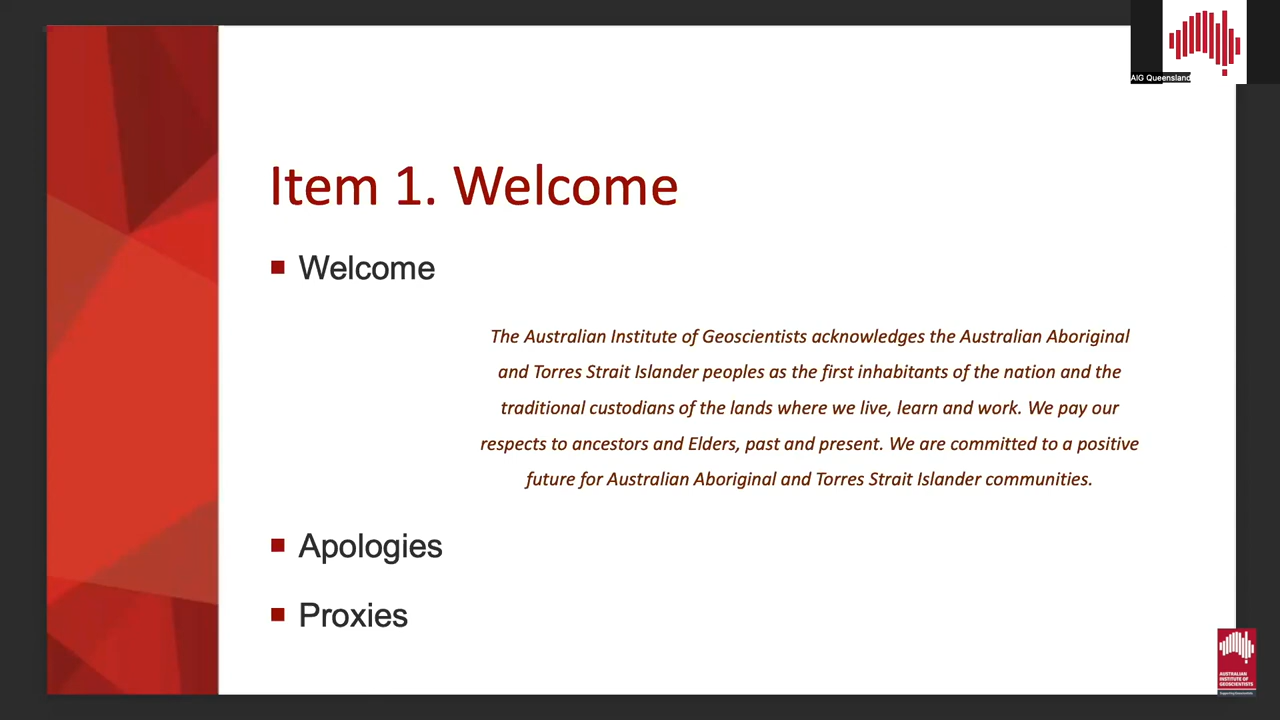 AIG Queensland
Item 1. Welcome
Welcome
The Australian Institute of Geoscientists acknowledges the Australian Aboriginal
and Torres Strait Islander peoples as the first inhabitants of the nation and the
traditional custodians of the lands where we live, learn and work. We pay our
respects to ancestors and Elders, past and present. We are committed to a positive
future for Australian Aboriginal and Torres Strait Islander communities.
Apologies
Proxies
AUSTRALIAN
INSTITUTE OF
GEOSCIENTISTS
Supporting Geoscientists